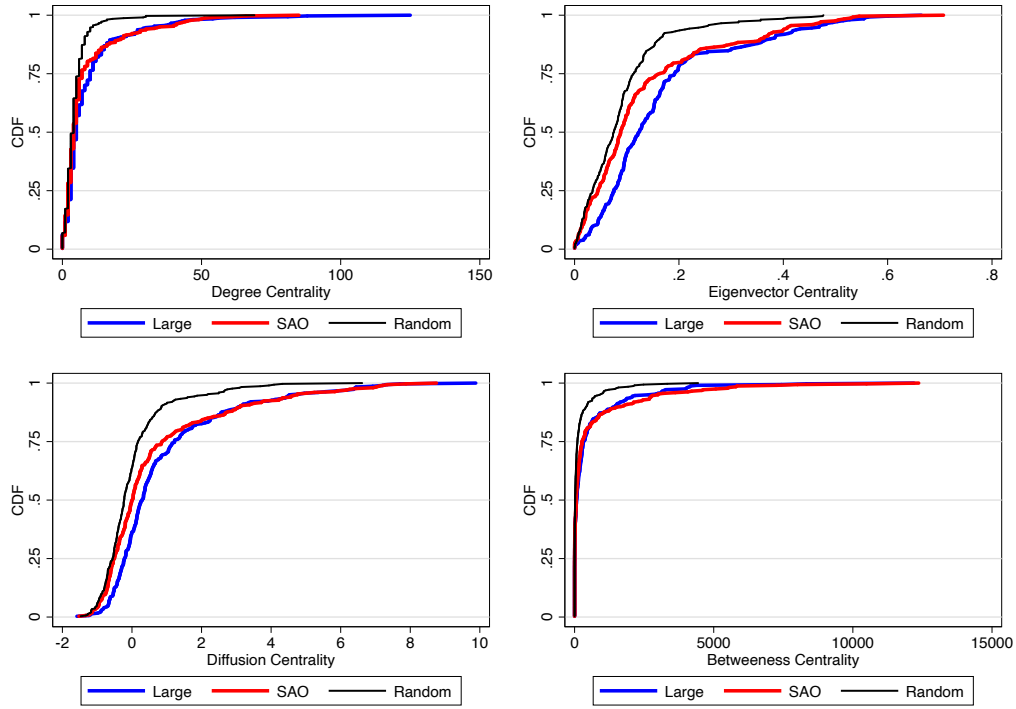 CDF
1
.75
.5
.25
0
0 50 100 150
Degree Centrality
Large SAO Random
CDF
1
.75
.5
.25
0
0 .2 .4 .6 .8
Eigenvector Centrality
Large SAO Random
CDF
1
.75
.5
.25
0
-2 0 2 4 6 8 10
Diffusion Centrality
Large SAO Random
CDF
1
.75
.5
.25
0
0 5000 10000 15000
Betweeness Centrality
Large SAO Random